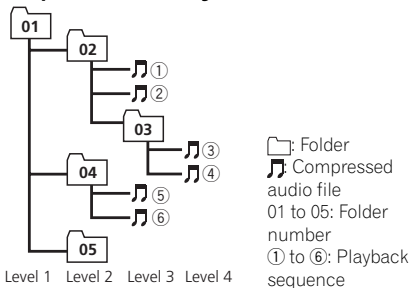 01
02
①
②
03
③
④
04
⑤
⑥
05
Level 1 Level 2 Level 3 Level 4
: Folder
: Compressed
audio file
01 to 05: Folder
number
① to ⑥: Playback
sequence